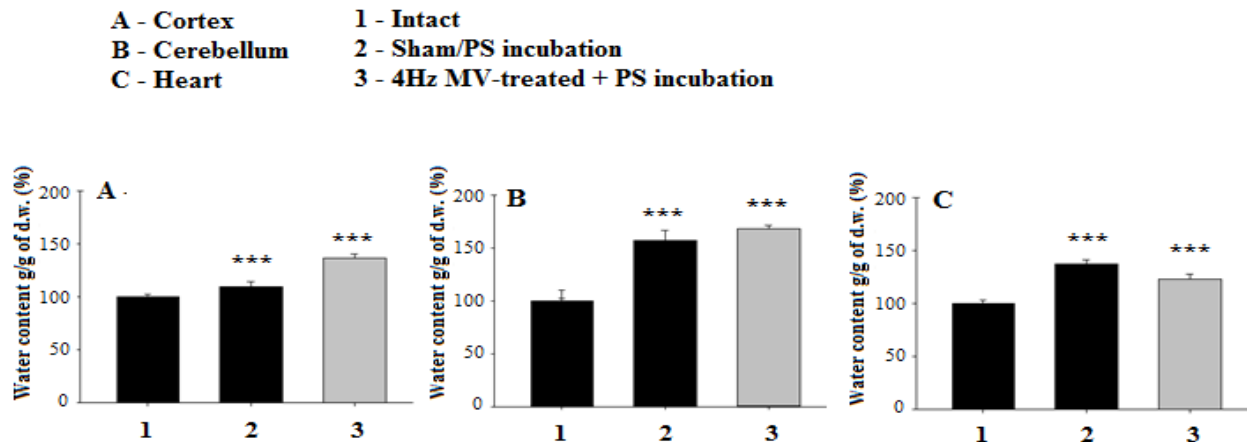 A - Cortex
B - Cerebellum
C - Heart
1 - Intact
2 - Sham/PS incubation
3 - 4Hz MV-treated + PS incubation
Water content g/g of d.w. (%)
A -
200
150
100
50
0
***
***
1 2 3
Water content g/g of d.w. (%)
B
200
150
100
50
0
***
***
1 2 3
Water content g/g of d.w. (%)
C
200
150
100
50
0
***
***
1 2 3